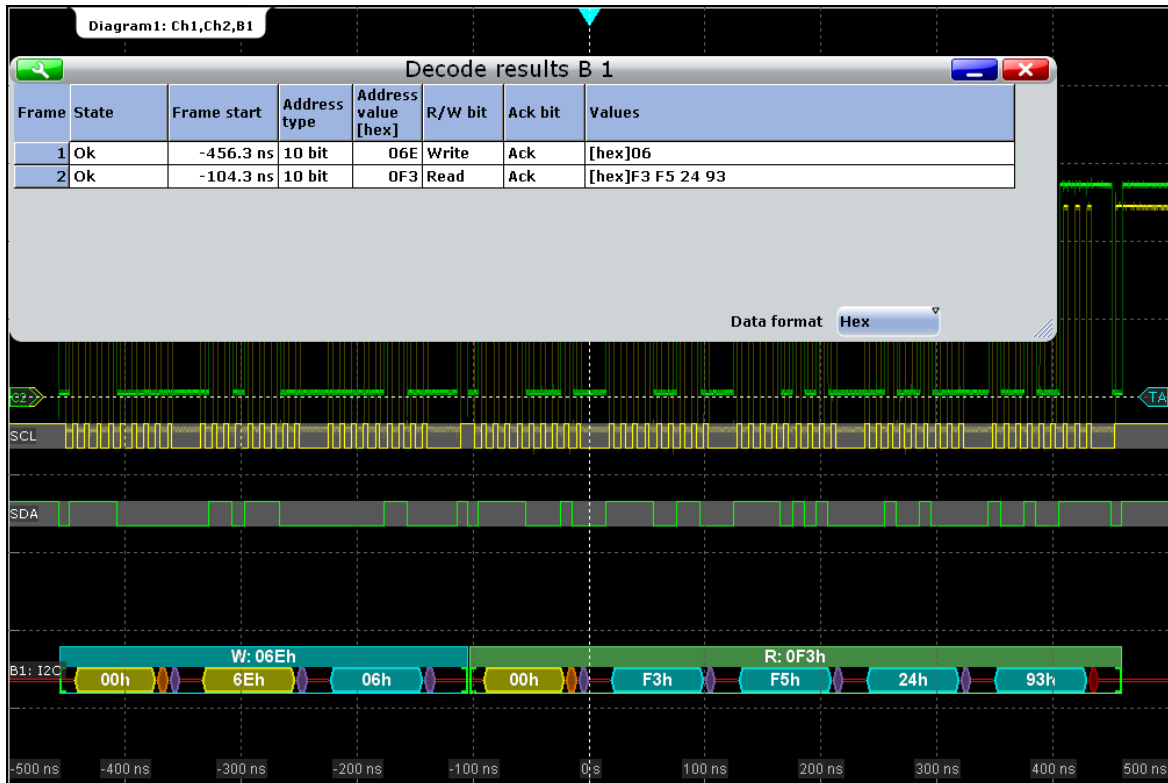 Diagram1: Ch1,Ch2,B1
Decode results B 1
Frame State Frame start Address type Address value [hex] R/W bit Ack bit Values
1 Ok -456.3 ns 10 bit 06E Write Ack [hex]06
2 Ok -104.3 ns 10 bit 0F3 Read Ack [hex]F3 F5 24 93
Data format Hex
C2 TA
SCL
SDA
W: 06Eh R: 0F3h
B1: I2C 00h 6Eh 06h 00h F3h F5h 24h 93h
-500 ns -400 ns -300 ns -200 ns -100 ns 0 s 100 ns 200 ns 300 ns 400 ns 500 ns